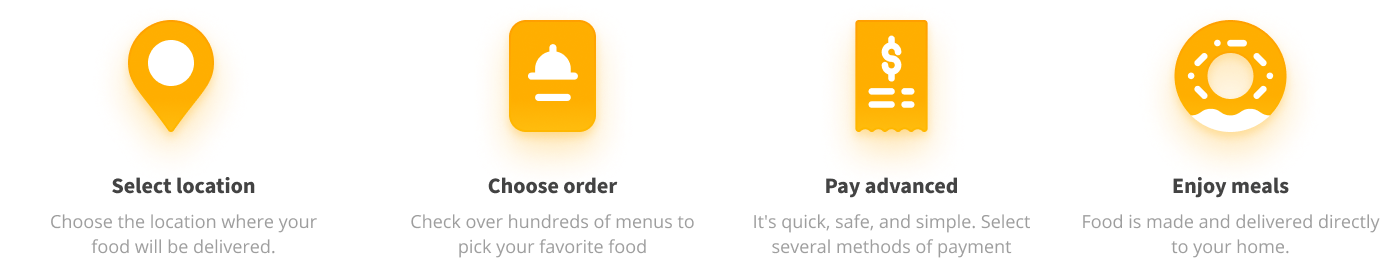 Select location
Choose the location where your
food will be delivered.
Choose order
Check over hundreds of menus to
pick your favorite food
$
Pay advanced
It's quick, safe, and simple. Select
several methods of payment
Enjoy meals
Food is made and delivered directly
to your home.